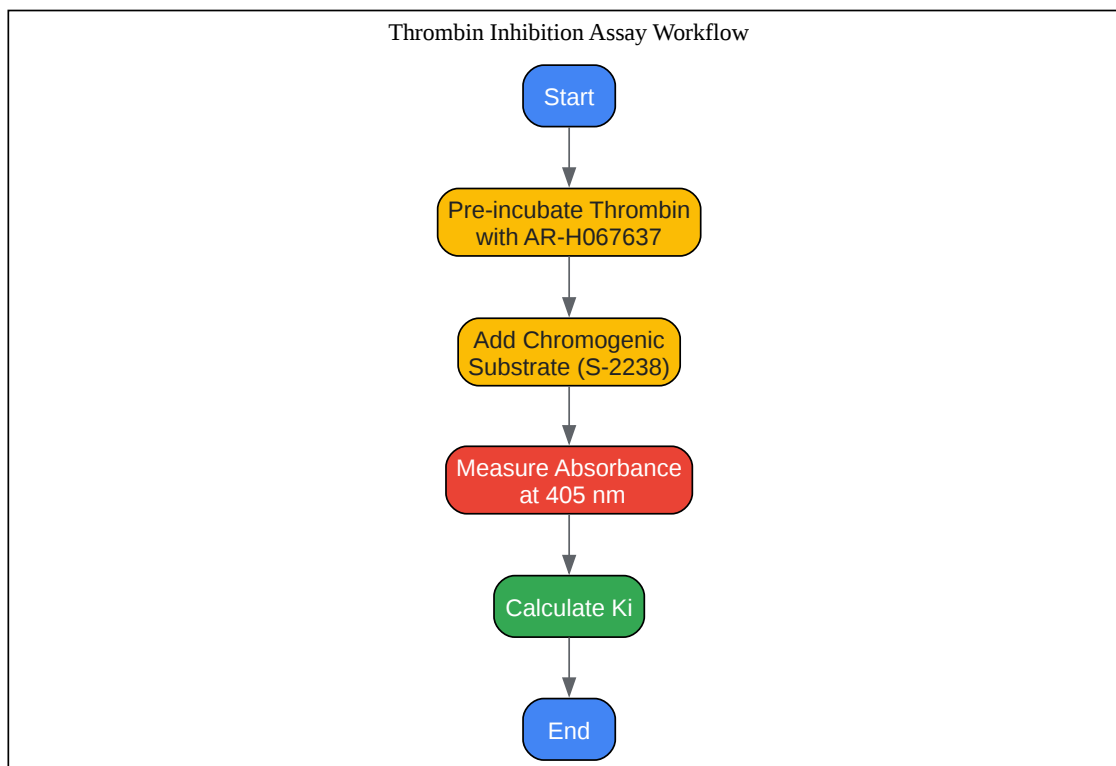 Thrombin Inhibition Assay Workflow
Start
Pre-incubate Thrombin
with AR-H067637
Add Chromogenic
Substrate (S-2238)
Measure Absorbance
at 405 nm
Calculate Ki
End